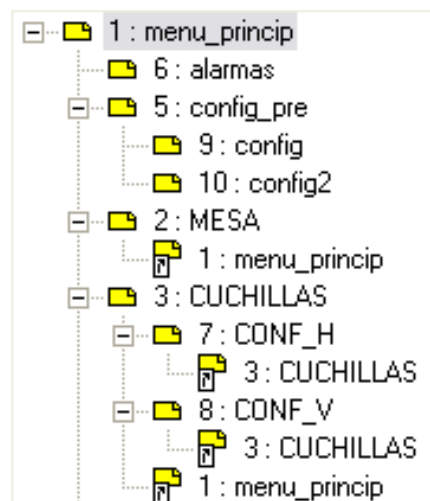 1 : menu_princip
6 : alarmas
5 : config_pre
9 : config
10 : config2
2 : MESA
1 : menu_princip
3 : CUCHILLAS
7 : CONF_H
3 : CUCHILLAS
8 : CONF_V
3 : CUCHILLAS
1 : menu_princip